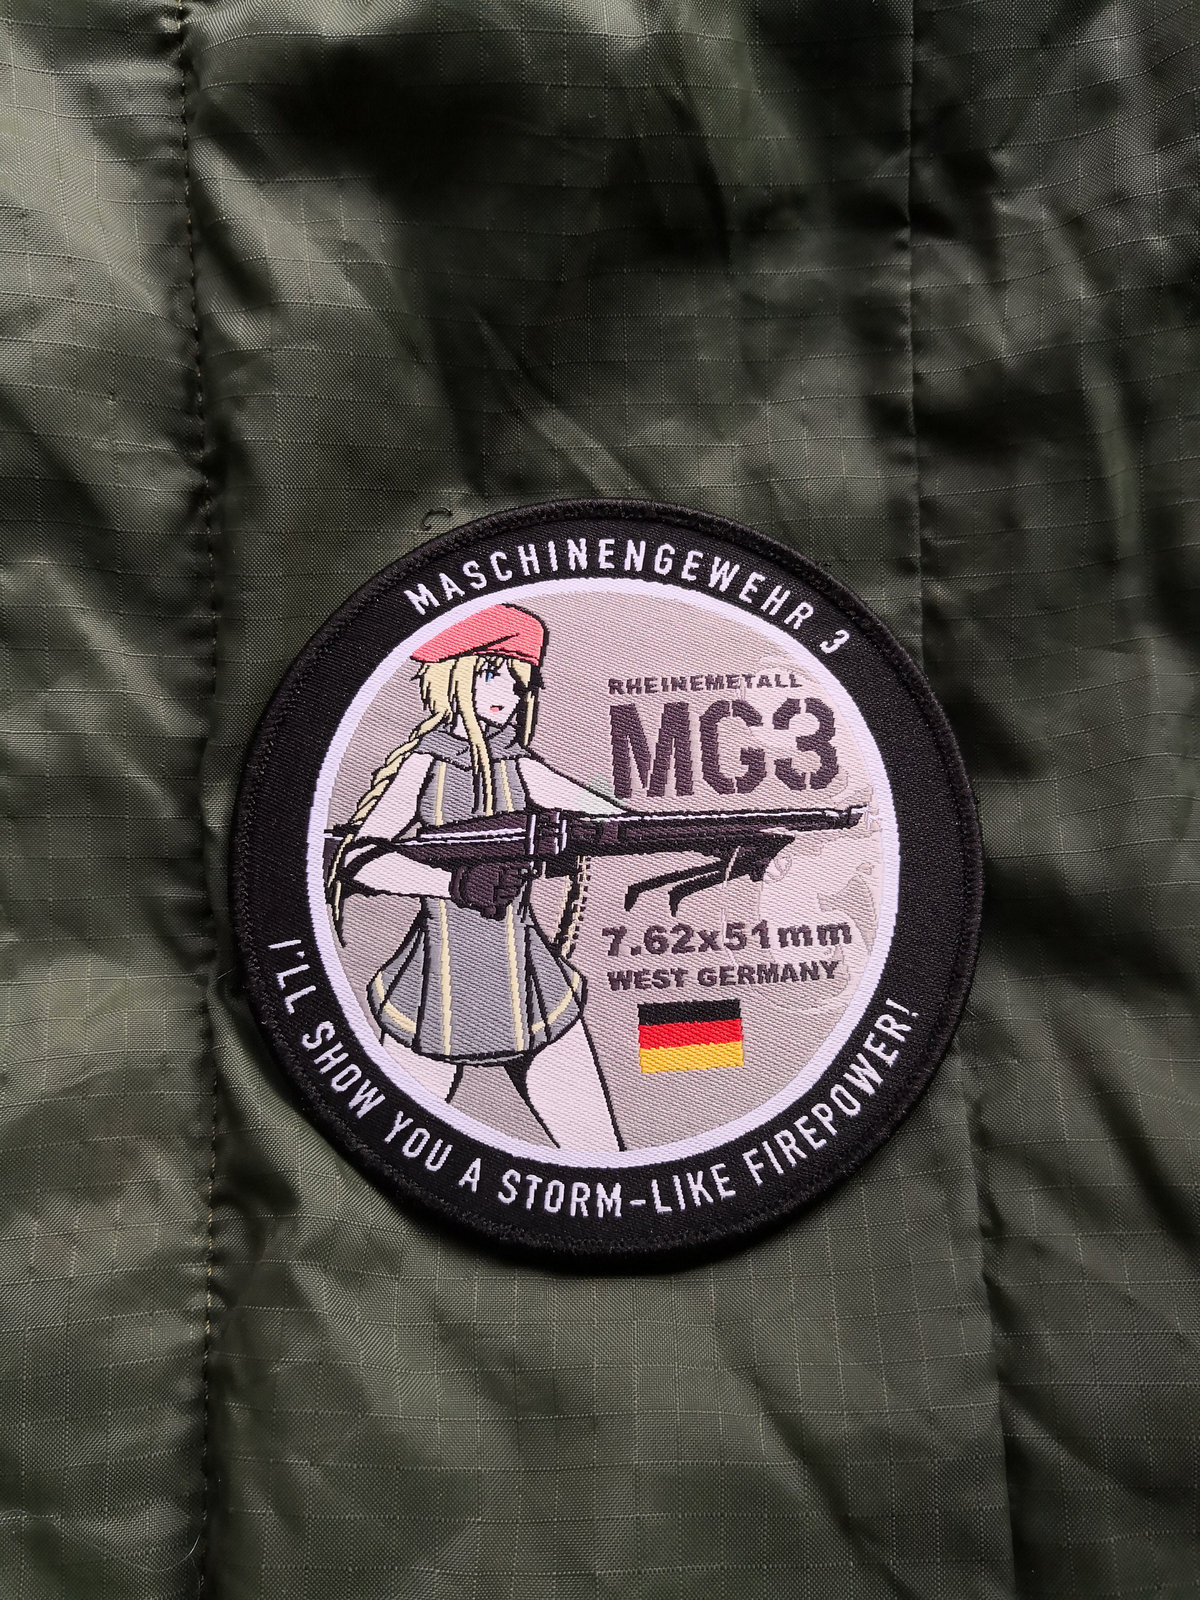 MASCHINENGEWEHR 3
RHEINEMETALL
MG3
7.62x51mm
WEST GERMANY
I'LL SHOW YOU A STORM-LIKE FIREPOWER!